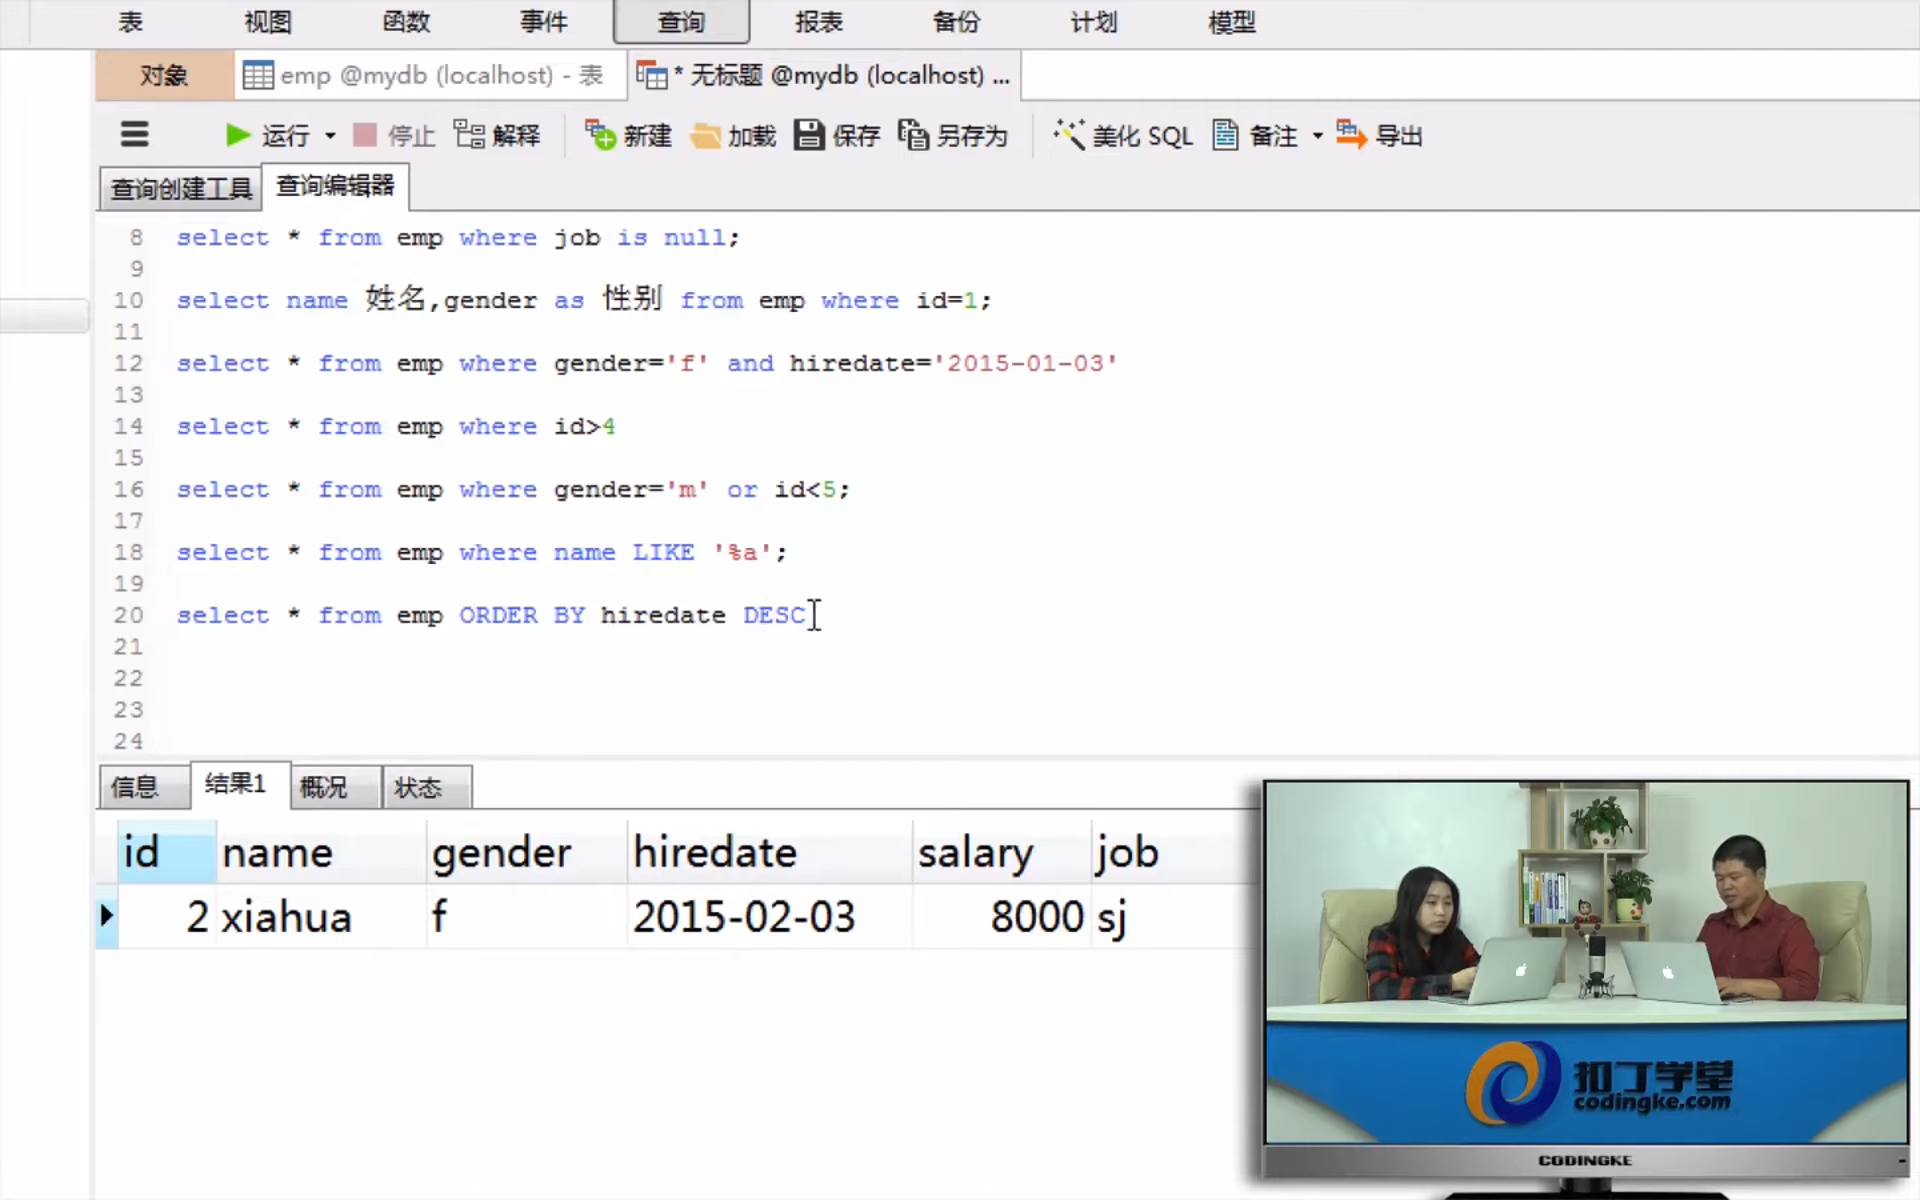 表 视图 函数 事件 查询 报表 备份 计划 模型
对象 emp @mydb (localhost) - 表 * 无标题 @mydb (localhost) ...
运行 停止 解释 新建 加载 保存 另存为 美化 SQL 备注 导出
查询创建工具 查询编辑器
8 select * from emp where job is null;
9
10 select name 姓名,gender as 性别 from emp where id=1;
11
12 select * from emp where gender='f' and hiredate='2015-01-03'
13
14 select * from emp where id>4
15
16 select * from emp where gender='m' or id<5;
17
18 select * from emp where name LIKE '%a';
19
20 select * from emp ORDER BY hiredate DESC
21
22
23
24
信息 结果1 概况 状态
id name gender hiredate salary job
2 xiahua f 2015-02-03 8000 sj
扣丁学堂
codingke.com
CODINGKE